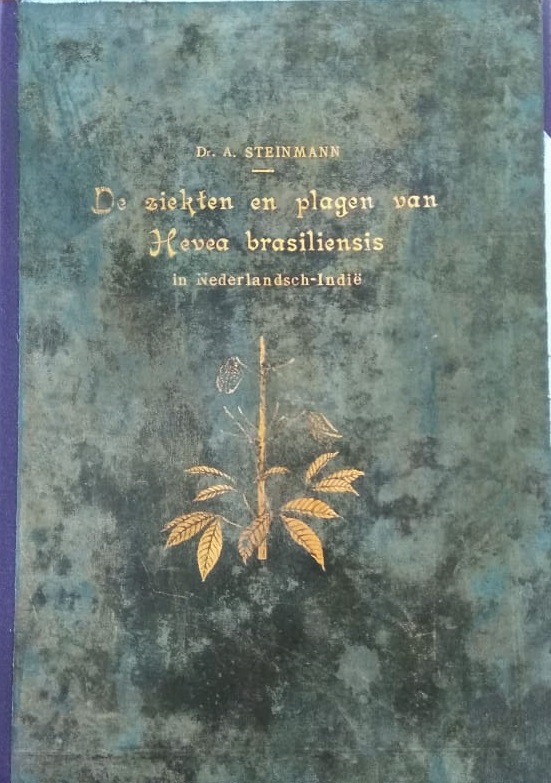 Dr. A. STEINMANN
De ziekten en plagen van
Hevea brasiliensis
in Nederlandsch-Indië